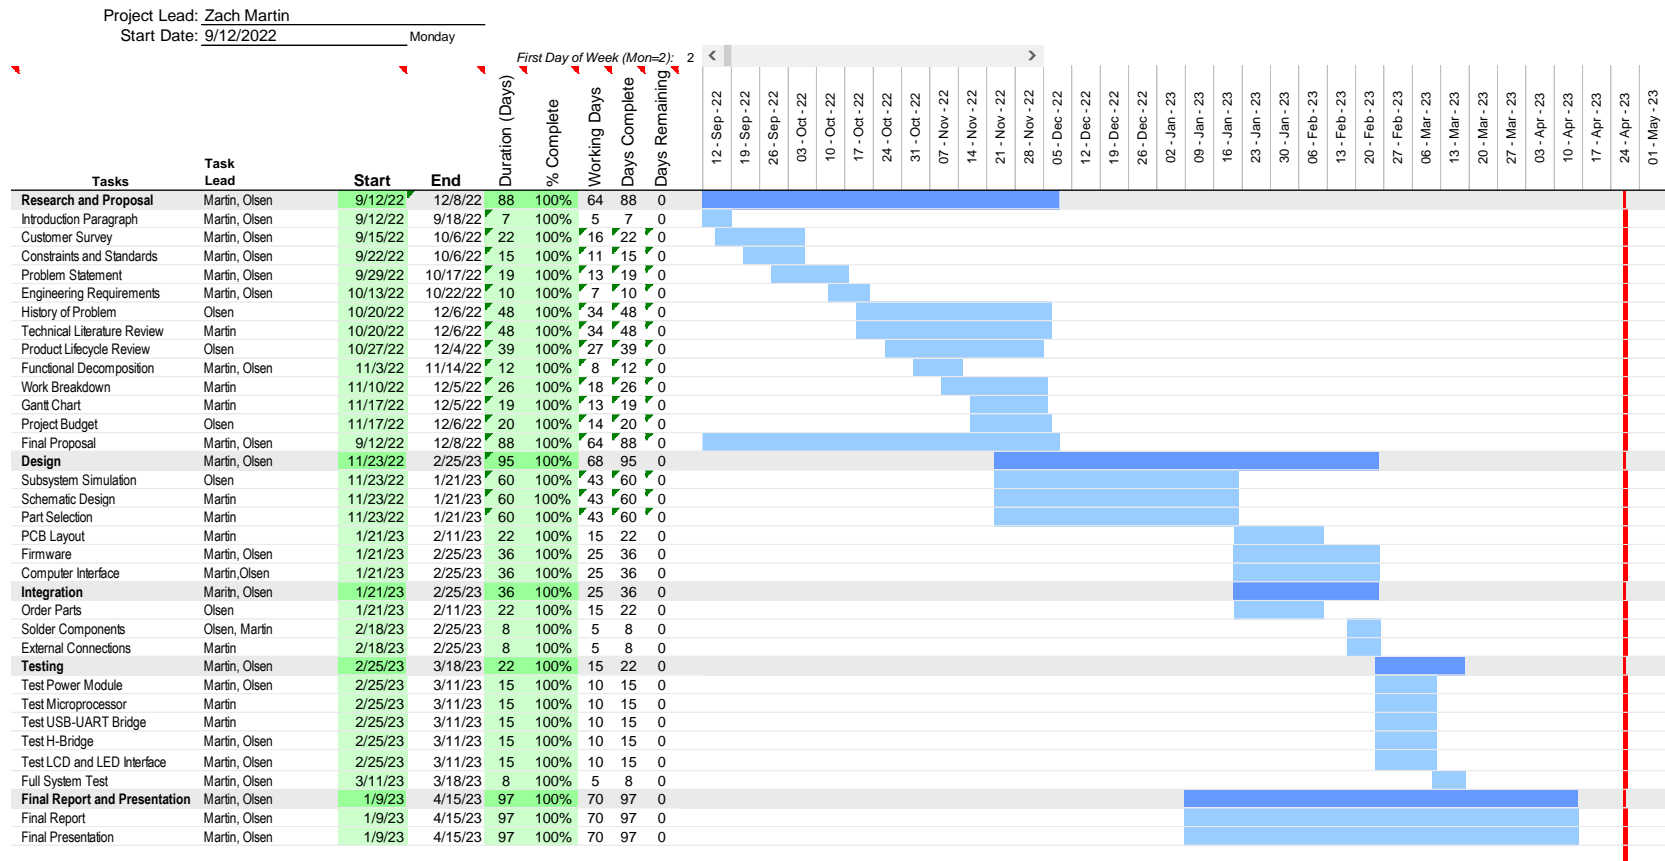 Project Lead: Zach Martin
Start Date: 9/12/2022 Monday
First Day of Week (Mon=2): 2
Tasks Task Lead Start End Duration (Days) % Complete Working Days Days Complete Days Remaining 12 - Sep - 22 19 - Sep - 22 26 - Sep - 22 03 - Oct - 22 10 - Oct - 22 17 - Oct - 22 24 - Oct - 22 31 - Oct - 22 07 - Nov - 22 14 - Nov - 22 21 - Nov - 22 28 - Nov - 22 05 - Dec - 22 12 - Dec - 22 19 - Dec - 22 26 - Dec - 22 02 - Jan - 23 09 - Jan - 23 16 - Jan - 23 23 - Jan - 23 30 - Jan - 23 06 - Feb - 23 13 - Feb - 23 20 - Feb - 23 27 - Feb - 23 06 - Mar - 23 13 - Mar - 23 20 - Mar - 23 27 - Mar - 23 03 - Apr - 23 10 - Apr - 23 17 - Apr - 23 24 - Apr - 23 01 - May - 23
Research and Proposal Martin, Olsen 9/12/22 12/8/22 88 100% 64 88 0
Introduction Paragraph Martin, Olsen 9/12/22 9/18/22 7 100% 5 7 0
Customer Survey Martin, Olsen 9/15/22 10/6/22 22 100% 16 22 0
Constraints and Standards Martin, Olsen 9/22/22 10/6/22 15 100% 11 15 0
Problem Statement Martin, Olsen 9/29/22 10/17/22 19 100% 13 19 0
Engineering Requirements Martin, Olsen 10/13/22 10/22/22 10 100% 7 10 0
History of Problem Olsen 10/20/22 12/6/22 48 100% 34 48 0
Technical Literature Review Martin 10/20/22 12/6/22 48 100% 34 48 0
Product Lifecycle Review Olsen 10/27/22 12/4/22 39 100% 27 39 0
Functional Decomposition Martin, Olsen 11/3/22 11/14/22 12 100% 8 12 0
Work Breakdown Martin 11/10/22 12/5/22 26 100% 18 26 0
Gantt Chart Martin 11/17/22 12/5/22 19 100% 13 19 0
Project Budget Olsen 11/17/22 12/6/22 20 100% 14 20 0
Final Proposal Martin, Olsen 9/12/22 12/8/22 88 100% 64 88 0
Design Martin, Olsen 11/23/22 2/25/23 95 100% 68 95 0
Subsystem Simulation Olsen 11/23/22 1/21/23 60 100% 43 60 0
Schematic Design Martin 11/23/22 1/21/23 60 100% 43 60 0
Part Selection Martin 11/23/22 1/21/23 60 100% 43 60 0
PCB Layout Martin 1/21/23 2/11/23 22 100% 15 22 0
Firmware Martin, Olsen 1/21/23 2/25/23 36 100% 25 36 0
Computer Interface Martin,Olsen 1/21/23 2/25/23 36 100% 25 36 0
Integration Maritn, Olsen 1/21/23 2/25/23 36 100% 25 36 0
Order Parts Olsen 1/21/23 2/11/23 22 100% 15 22 0
Solder Components Olsen, Martin 2/18/23 2/25/23 8 100% 5 8 0
External Connections Martin 2/18/23 2/25/23 8 100% 5 8 0
Testing Martin, Olsen 2/25/23 3/18/23 22 100% 15 22 0
Test Power Module Martin, Olsen 2/25/23 3/11/23 15 100% 10 15 0
Test Microprocessor Martin 2/25/23 3/11/23 15 100% 10 15 0
Test USB-UART Bridge Martin 2/25/23 3/11/23 15 100% 10 15 0
Test H-Bridge Martin, Olsen 2/25/23 3/11/23 15 100% 10 15 0
Test LCD and LED Interface Martin, Olsen 2/25/23 3/11/23 15 100% 10 15 0
Full System Test Martin, Olsen 3/11/23 3/18/23 8 100% 5 8 0
Final Report and Presentation Martin, Olsen 1/9/23 4/15/23 97 100% 70 97 0
Final Report Martin, Olsen 1/9/23 4/15/23 97 100% 70 97 0
Final Presentation Martin, Olsen 1/9/23 4/15/23 97 100% 70 97 0